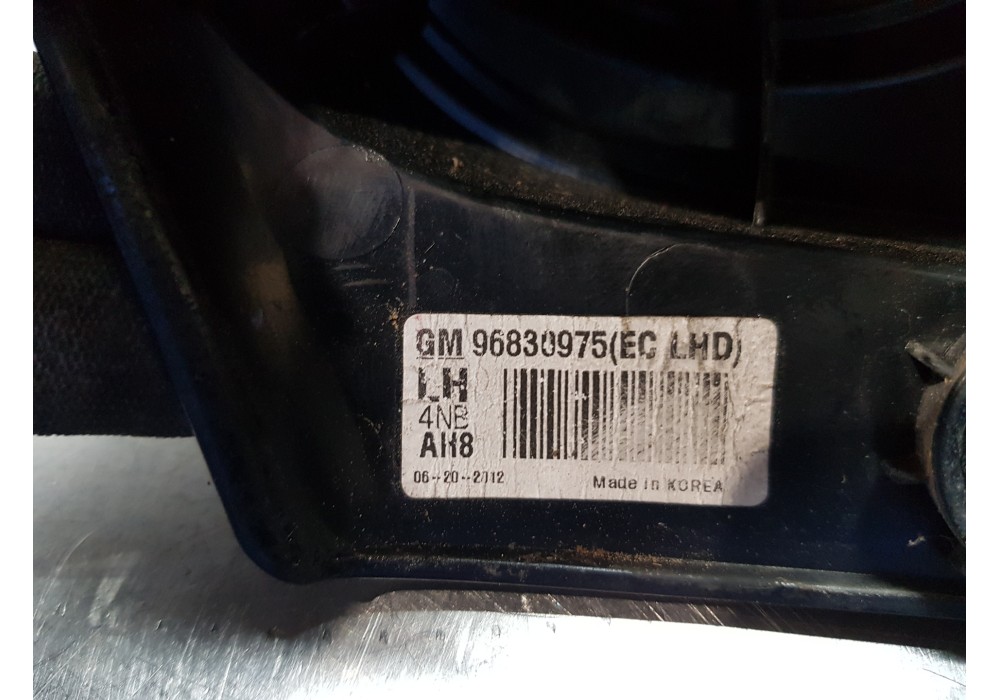 GM 96830975(EC LHD)
LH
4NB
AH8
06-20-2012
Made in KOREA